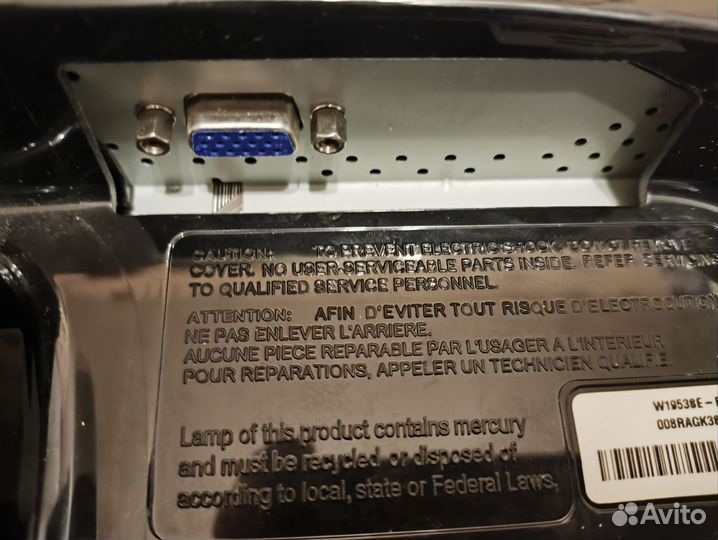 CAUTION: TO PREVENT ELECTRIC SHOCK, DO NOT REMOVE
COVER. NO USER-SERVICEABLE PARTS INSIDE. REFER SERVICING
TO QUALIFIED SERVICE PERSONNEL.
ATTENTION: AFIN D'EVITER TOUT RISQUE D'ELECTROCUTION
NE PAS ENLEVER L'ARRIERE.
AUCUNE PIECE REPARABLE PAR L'USAGER A L'INTERIEUR.
POUR REPARATIONS, APPELER UN TECHNICIEN QUALIFIE.
Lamp of this product contains mercury
and must be recycled or disposed of
according to local, state or Federal Laws.
W1953SE-
008RAGK38
Avito